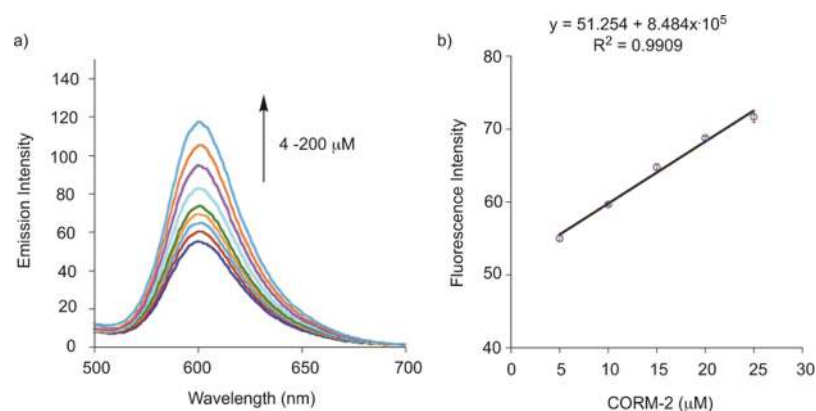 a)
140
120
100
80
60
40
20
0
Emission Intensity
4 -200 μM
500
600
650
700
Wavelength (nm)
b)
y = 51.254 + 8.484x·10⁵
R² = 0.9909
80
70
60
50
40
Fluorescence Intensity
0
5
10
15
20
25
30
CORM-2 (μM)